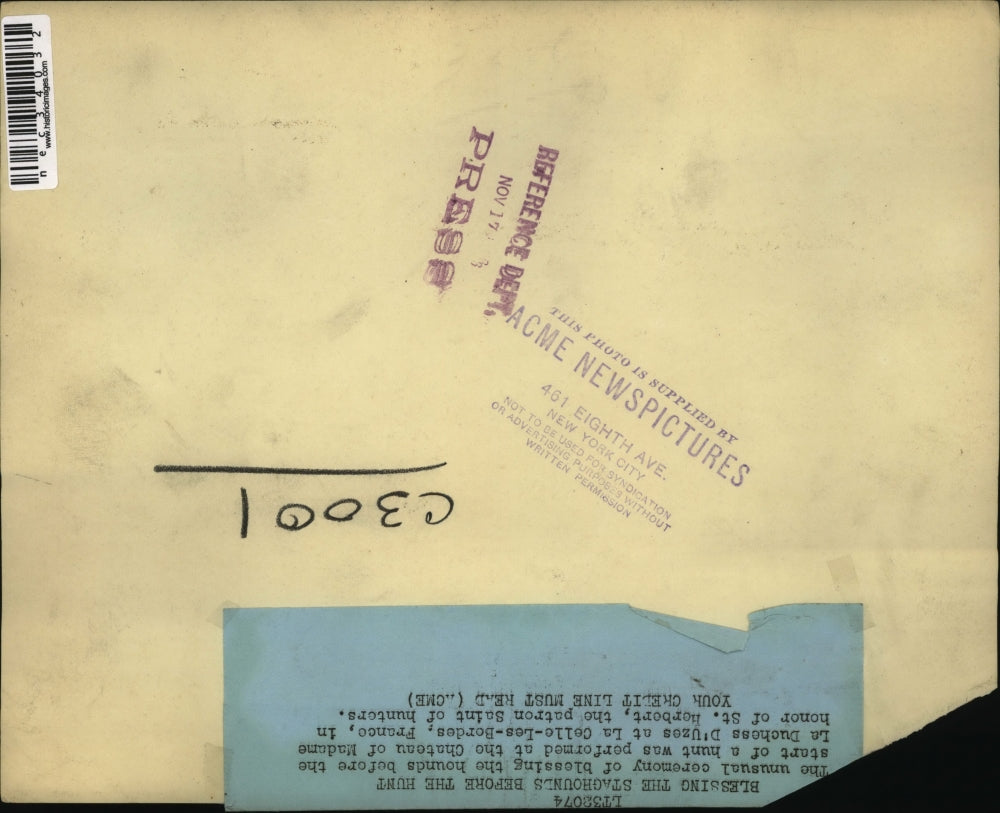 nec34032
www.historicimages.com
PRESS
REFERENCE DEPT.
NOV 17
THIS PHOTO IS SUPPLIED BY
ACME NEWSPICTURES
461 EIGHTH AVE.
NEW YORK CITY
NOT TO BE USED FOR SYNDICATION
OR ADVERTISING PURPOSES WITHOUT
WRITTEN PERMISSION
C3001
LT32074
BLESSING THE STAGHOUNDS BEFORE THE HUNT
The unusual ceremony of blessing the hounds before the
start of a hunt was performed at the Chateau of Madame
La Duchess D'Uzes at La Celle-Les-Bordes, France, in
honor of St. Herbert, the patron Saint of hunters.
YOUR CREDIT LINE MUST READ (ACME)